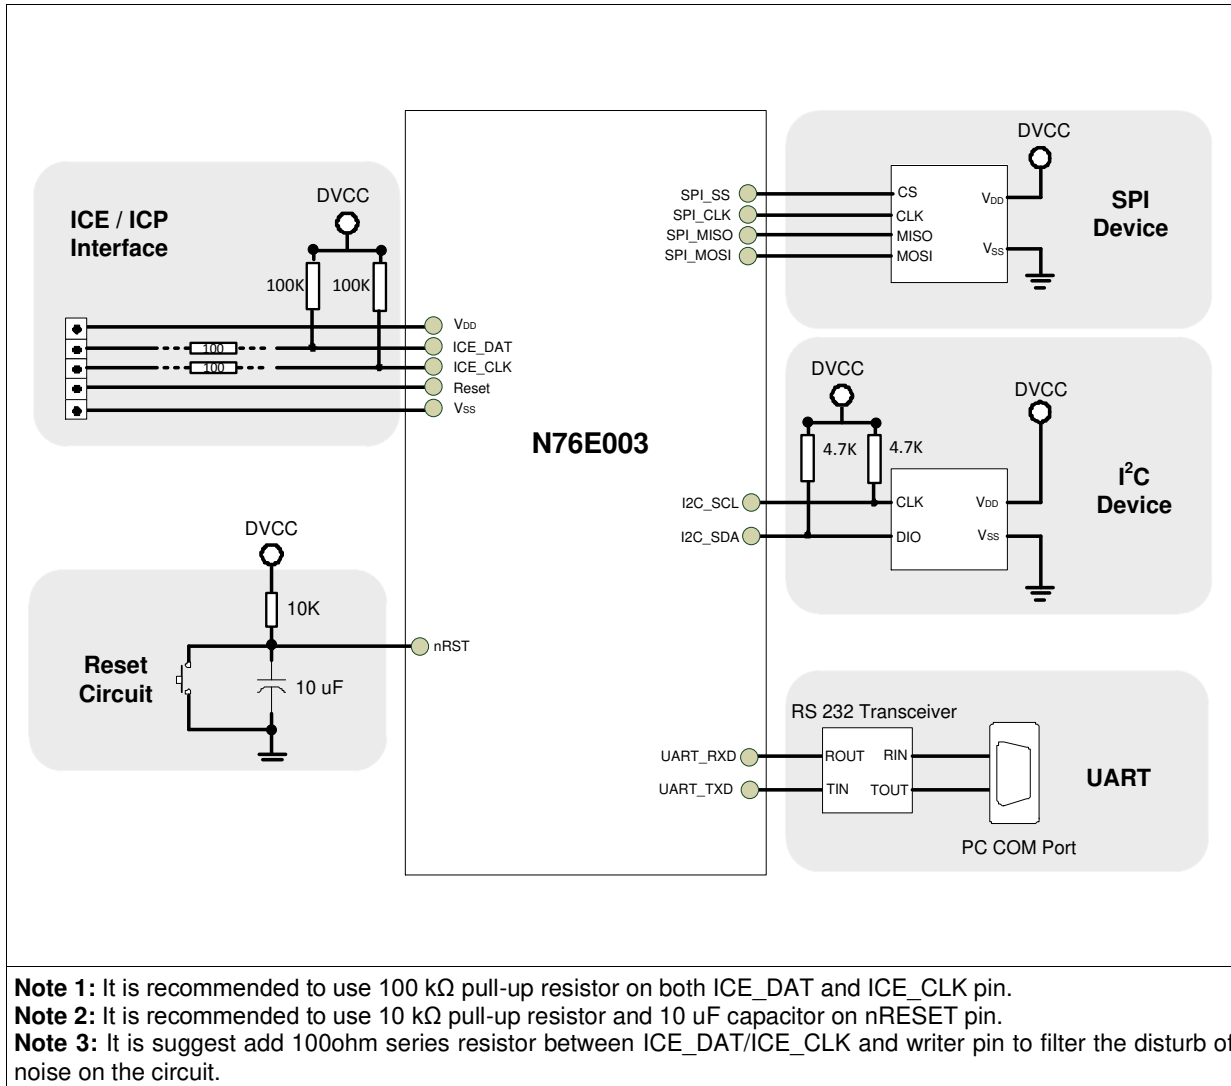 ICE / ICP
Interface
DVCC
100K 100K
100
100
VDD
ICE_DAT
ICE_CLK
Reset
VSS
DVCC
10K
Reset
Circuit
10 uF
nRST
N76E003
SPI_SS
SPI_CLK
SPI_MISO
SPI_MOSI
CS
CLK
MISO
MOSI
VDD
VSS
DVCC
SPI
Device
DVCC
4.7K 4.7K
I2C_SCL
I2C_SDA
CLK
DIO
VDD
VSS
DVCC
I²C
Device
UART_RXD
UART_TXD
RS 232 Transceiver
ROUT RIN
TIN TOUT
UART
PC COM Port
Note 1: It is recommended to use 100 kΩ pull-up resistor on both ICE_DAT and ICE_CLK pin.
Note 2: It is recommended to use 10 kΩ pull-up resistor and 10 uF capacitor on nRESET pin.
Note 3: It is suggest add 100ohm series resistor between ICE_DAT/ICE_CLK and writer pin to filter the disturb of
noise on the circuit.